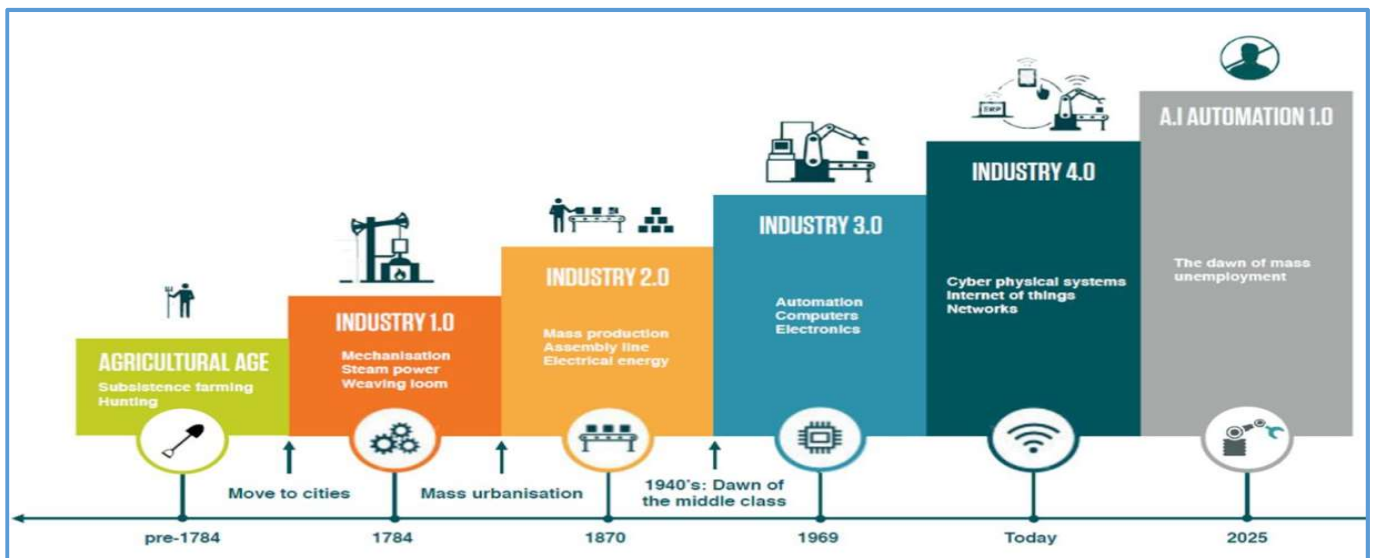 AGRICULTURAL AGE
Subsistence farming
Hunting
INDUSTRY 1.0
Mechanisation
Steam power
Weaving loom
INDUSTRY 2.0
Mass production
Assembly line
Electrical energy
INDUSTRY 3.0
Automation
Computers
Electronics
ERP
INDUSTRY 4.0
Cyber physical systems
Internet of things
Networks
A.I AUTOMATION 1.0
The dawn of mass
unemployment
Move to cities
Mass urbanisation
1940's: Dawn of
the middle class
pre-1784
1784
1870
1969
Today
2025